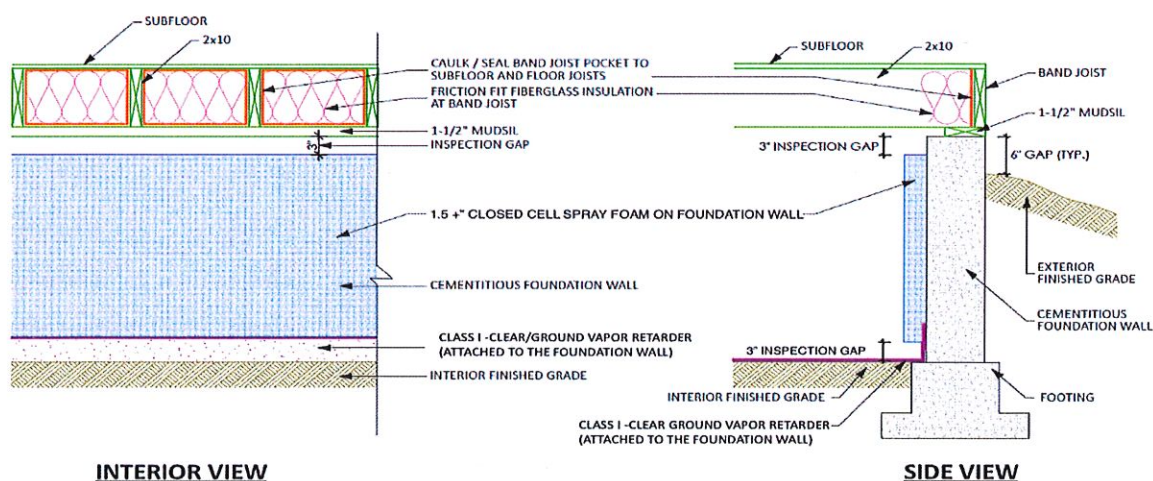 SUBFLOOR
2x10
CAULK / SEAL BAND JOIST POCKET TO
SUBFLOOR AND FLOOR JOISTS
FRICTION FIT FIBERGLASS INSULATION
AT BAND JOIST
1-1/2" MUDSIL
3"
INSPECTION GAP
1.5 +" CLOSED CELL SPRAY FOAM ON FOUNDATION WALL
CEMENTITIOUS FOUNDATION WALL
CLASS I -CLEAR/GROUND VAPOR RETARDER
(ATTACHED TO THE FOUNDATION WALL)
INTERIOR FINISHED GRADE
INTERIOR VIEW
SUBFLOOR
2x10
BAND JOIST
1-1/2" MUDSIL
3" INSPECTION GAP
6" GAP (TYP.)
EXTERIOR
FINISHED GRADE
CEMENTITIOUS
FOUNDATION WALL
3" INSPECTION GAP
INTERIOR FINISHED GRADE
FOOTING
CLASS I -CLEAR GROUND VAPOR RETARDER
(ATTACHED TO THE FOUNDATION WALL)
SIDE VIEW